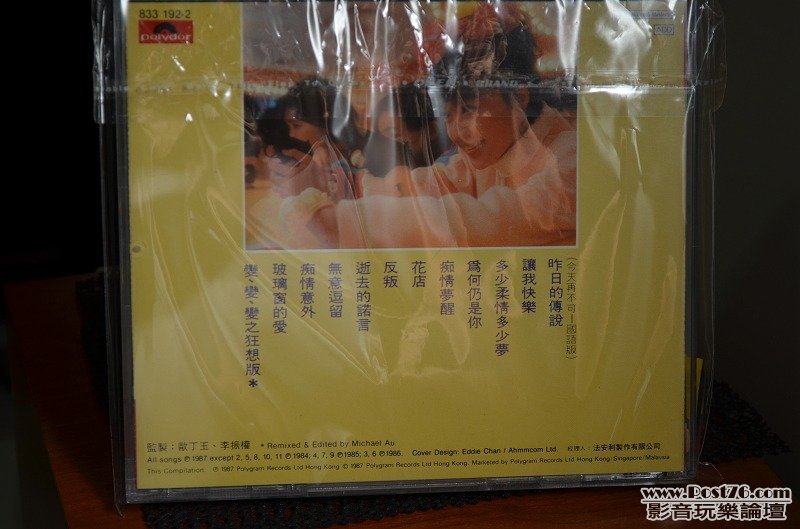 833 192-2
polydor
ADD
昨日的傳說
(今天再不可－國語版)
讓我快樂
多少柔情多少夢
為何仍是你
痴情夢醒
花店
反叛
逝去的諾言
無意逗留
痴情意外
玻璃窗的愛
變、變、變之狂想版*
監製：歐丁玉、李振權 * Remixed & Edited by Michael Au
All songs ℗ 1987 except 2, 5, 8, 10, 11 ℗ 1984; 4, 7, 9 ℗ 1985; 3, 6 ℗ 1986. Cover Design: Eddie Chan / Ahmmcom Ltd. 經理人：法安利製作有限公司
This Compilation. ℗ 1987 Polygram Records Ltd Hong Kong © 1987 Polygram Records Ltd Hong Kong. Marketed by Polygram Records Ltd Hong Kong/Singapore/Malaysia
www.Post76.com
影音玩樂論壇